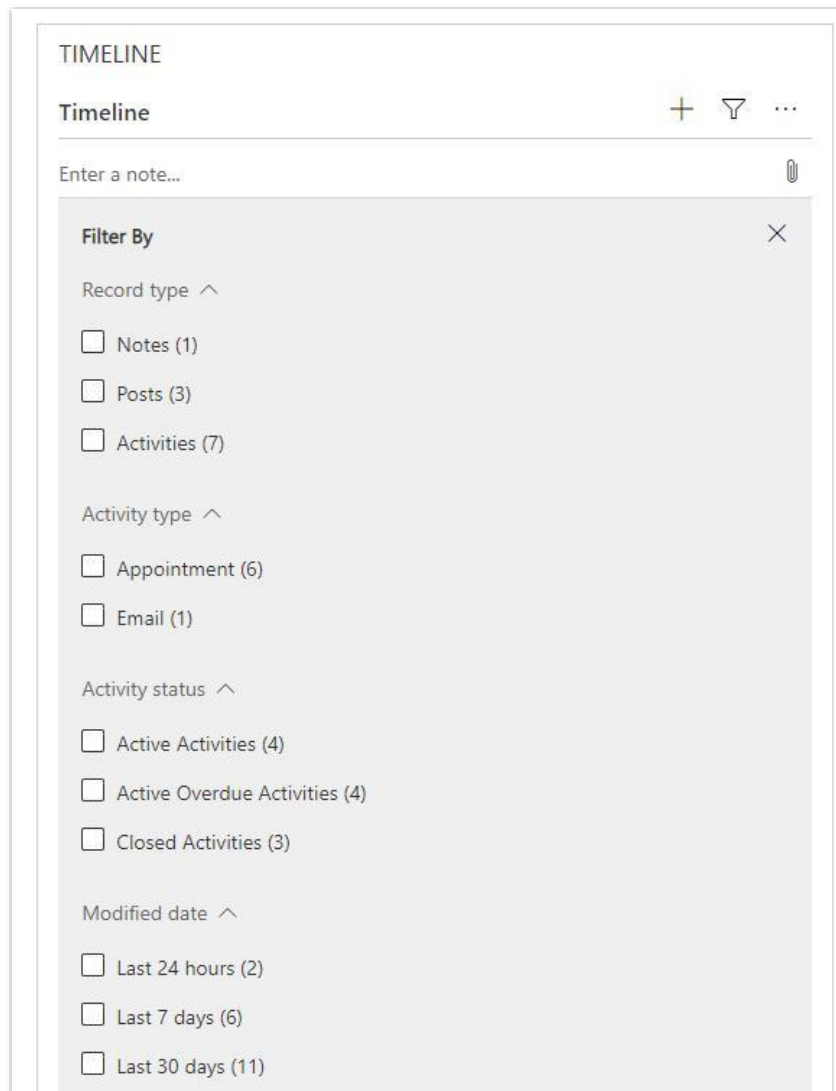 TIMELINE
Timeline
Enter a note...
Filter By
Record type
Notes (1)
Posts (3)
Activities (7)
Activity type
Appointment (6)
Email (1)
Activity status
Active Activities (4)
Active Overdue Activities (4)
Closed Activities (3)
Modified date
Last 24 hours (2)
Last 7 days (6)
Last 30 days (11)